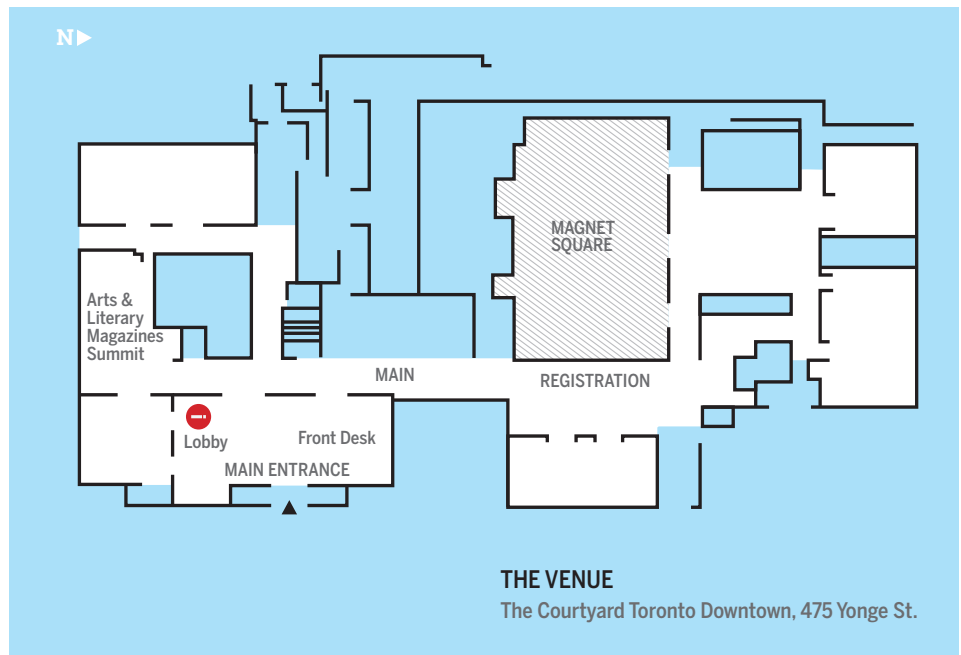 N
MAGNET
SQUARE
Arts &
Literary
Magazines
Summit
MAIN
REGISTRATION
Lobby
Front Desk
MAIN ENTRANCE
THE VENUE
The Courtyard Toronto Downtown, 475 Yonge St.